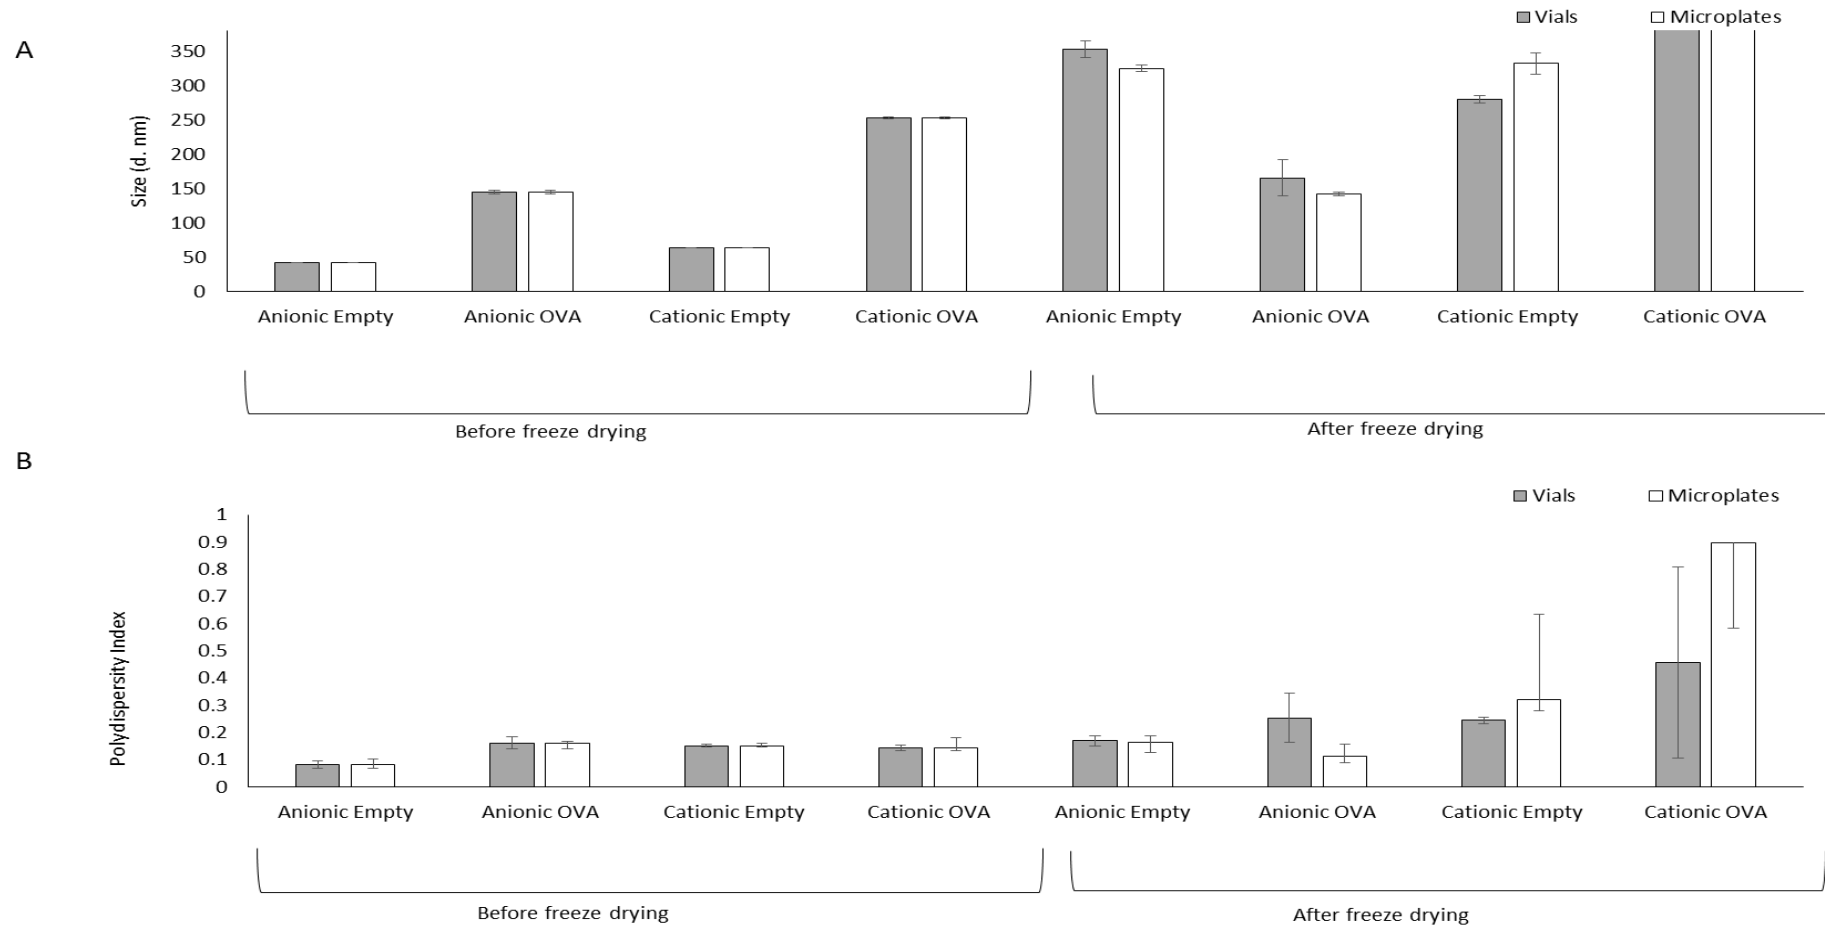 Vials Microplates
A
350
300
250
200
150
100
50
0
Size (d. nm)
Anionic Empty Anionic OVA Cationic Empty Cationic OVA Anionic Empty Anionic OVA Cationic Empty Cationic OVA
Before freeze drying After freeze drying
B
Vials Microplates
1
0.9
0.8
0.7
0.6
0.5
0.4
0.3
0.2
0.1
0
Polydispersity Index
Anionic Empty Anionic OVA Cationic Empty Cationic OVA Anionic Empty Anionic OVA Cationic Empty Cationic OVA
Before freeze drying After freeze drying